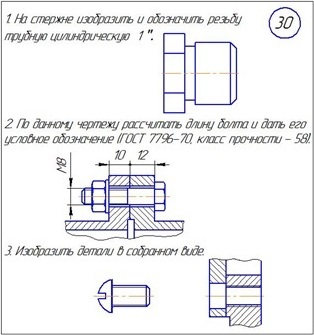 1. На стержне изобразить и обозначить резьбу
трубную цилиндрическую 1".
30
2. По данному чертежу рассчитать длину болта и дать его
условное обозначение (ГОСТ 7796-70, класс прочности - 58).
10 12
М8
3. Изобразить детали в собранном виде.